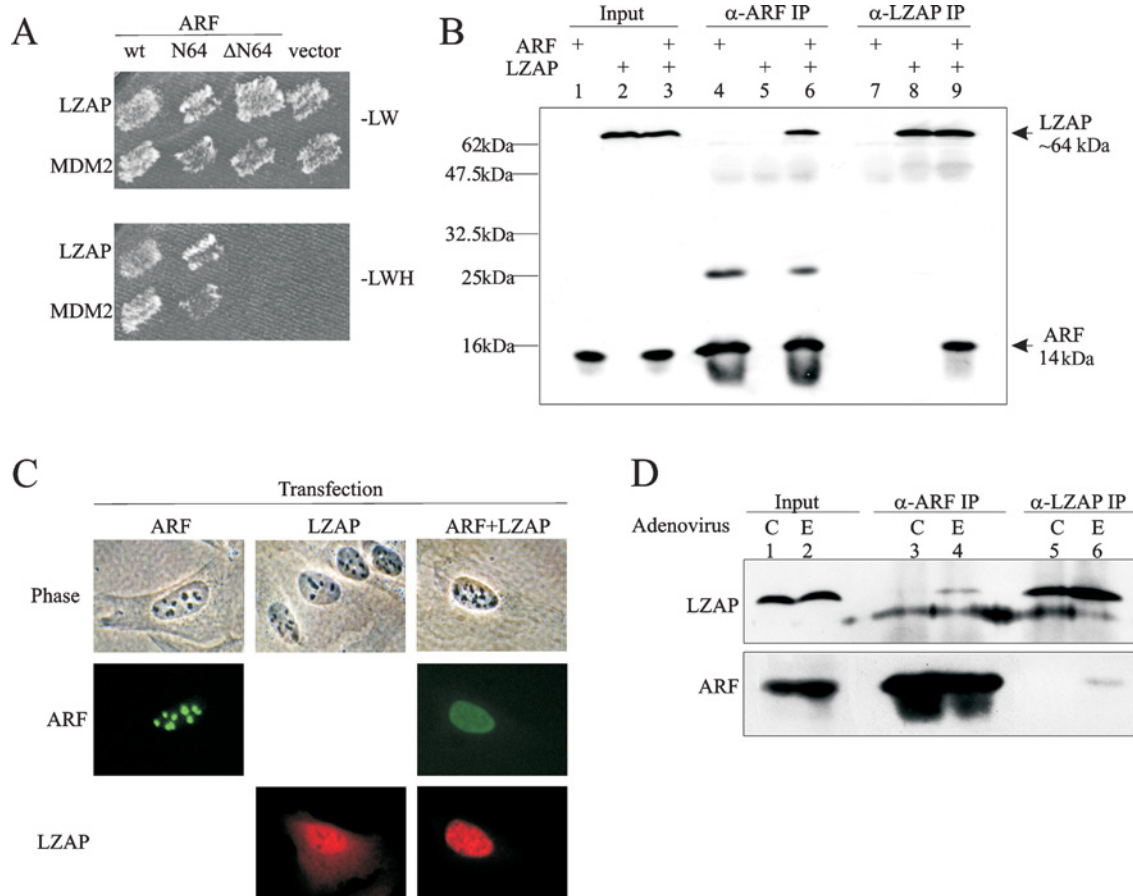 A
ARF
wt N64 ΔN64 vector
LZAP
-LW
MDM2
LZAP
-LWH
MDM2
B
Input α-ARF IP α-LZAP IP
ARF + + + + + +
LZAP + + + + + +
1 2 3 4 5 6 7 8 9
LZAP
~64 kDa
62kDa
47.5kDa
32.5kDa
25kDa
16kDa
ARF
14kDa
C
Transfection
ARF LZAP ARF+LZAP
Phase
ARF
LZAP
D
Input α-ARF IP α-LZAP IP
Adenovirus C E C E C E
1 2 3 4 5 6
LZAP
ARF